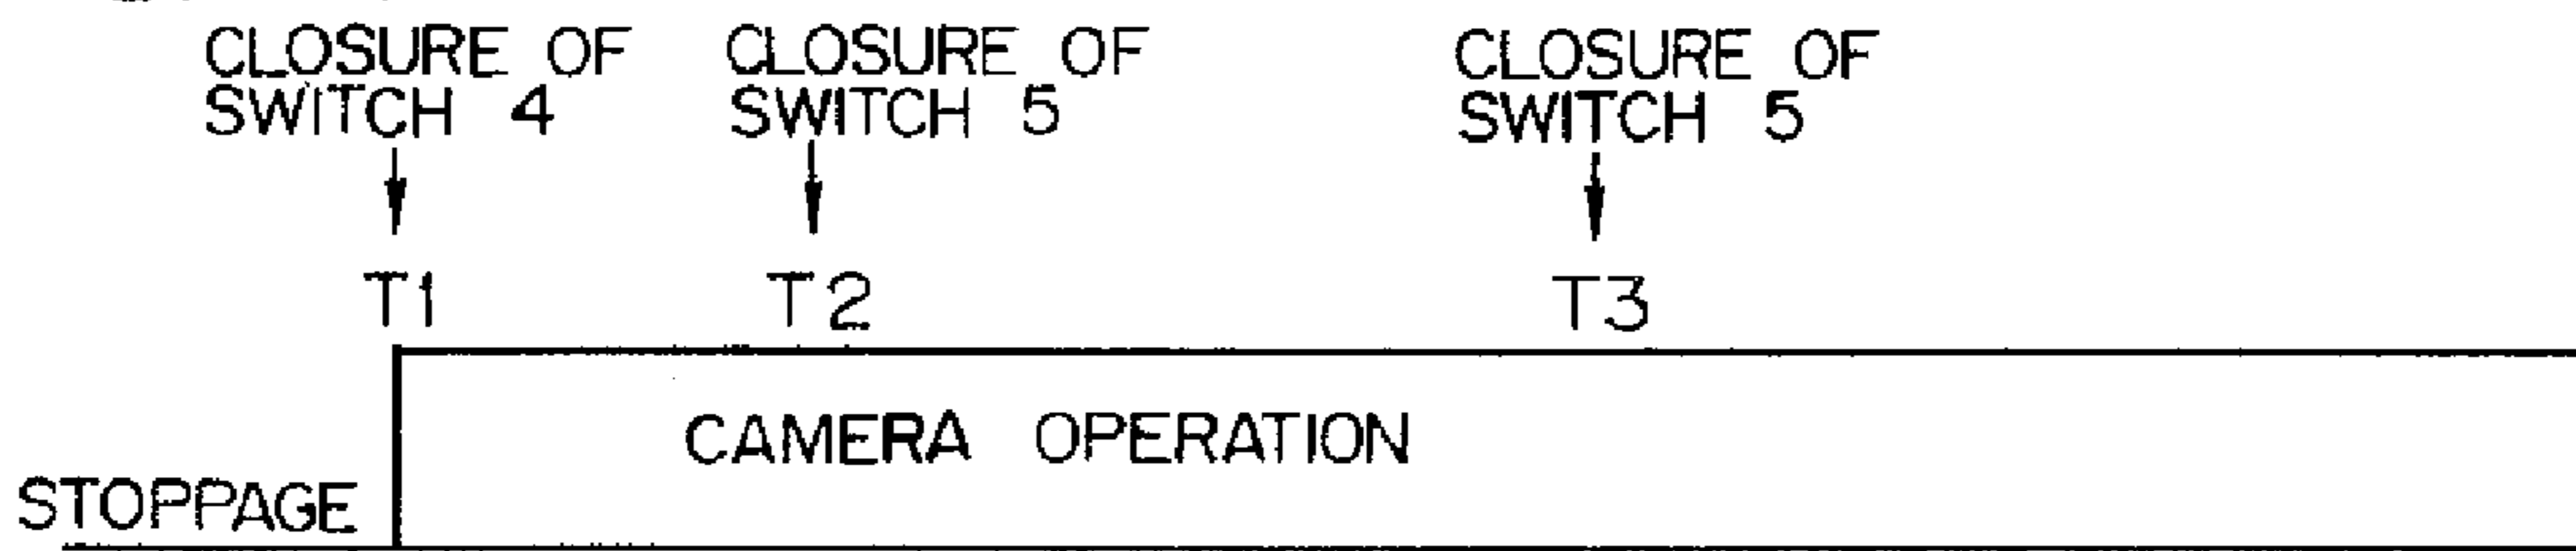 CLOSURE OF
SWITCH 4
CLOSURE OF
SWITCH 5
CLOSURE OF
SWITCH 5
T1
T2
T3
CAMERA OPERATION
STOPPAGE